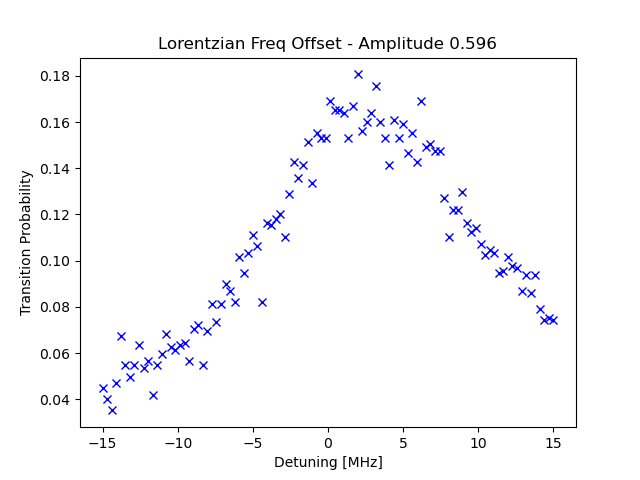 Lorentzian Freq Offset - Amplitude 0.596
Transition Probability
0.18
0.16
0.14
0.12
0.10
0.08
0.06
0.04
−15 −10 −5 0 5 10 15
Detuning [MHz]